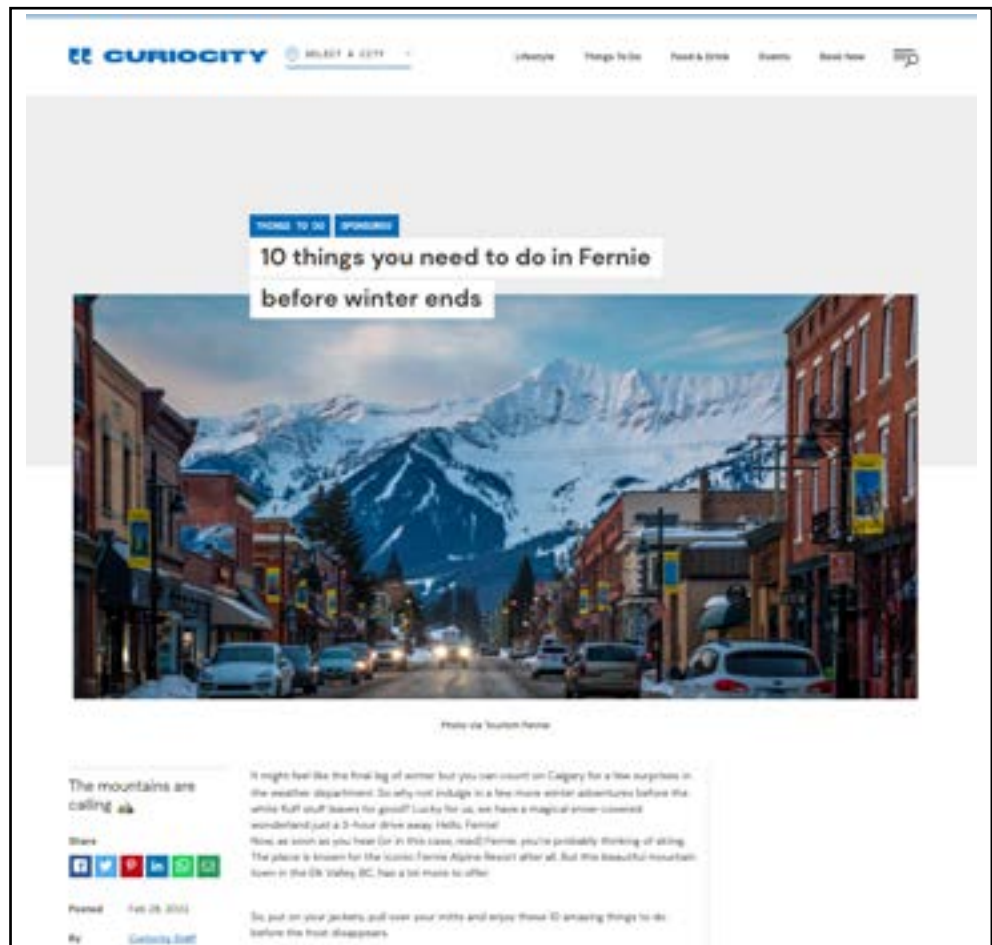 CURIOCITY SELECT A CITY
Lifestyle Things To Do Food & Drink Events Book Now
THINGS TO DO SPONSORED
10 things you need to do in Fernie
before winter ends
Photo via Tourism Fernie
The mountains are
calling
Share
Posted Feb 28, 2022
By Curiocity Staff
It might feel like the final leg of winter but you can count on Calgary for a few surprises in
the weather department. So why not indulge in a few more winter adventures before the
white fluff stuff leaves for good? Lucky for us, we have a magical snow-covered
wonderland just a 3-hour drive away. Hello, Fernie!
Now, as soon as you hear (or in this case, read) Fernie, you're probably thinking of skiing.
The place is known for the iconic Fernie Alpine Resort after all. But this beautiful mountain
town in the Elk Valley, BC, has a lot more to offer.
So, put on your jackets, pull over your mitts and enjoy these 10 amazing things to do
before the frost disappears.